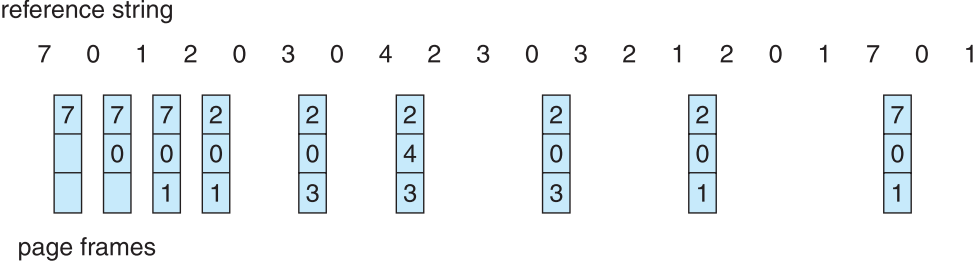 reference string
7 0 1 2 0 3 0 4 2 3 0 3 2 1 2 0 1 7 0 1
7 7 7 2 2 2 2 2 7
0 0 0 0 4 0 0 0
1 1 3 3 3 1 1
page frames